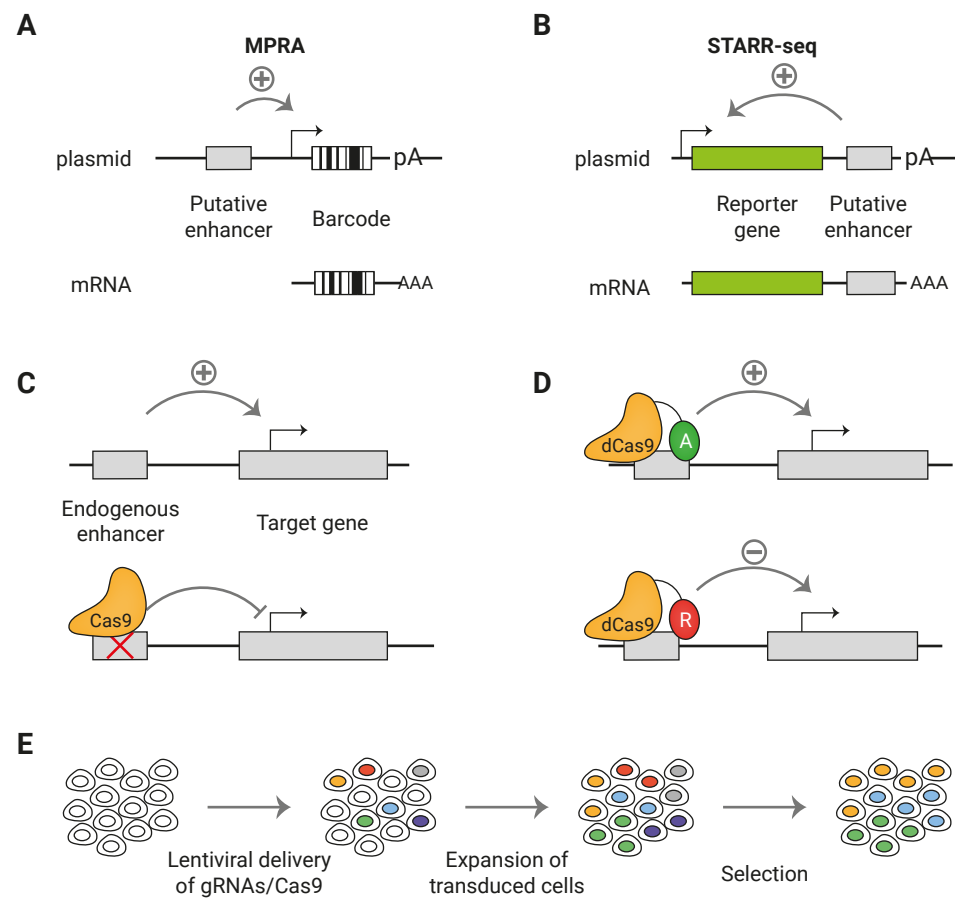 A
MPRA
plasmid
pA
Putative
enhancer
Barcode
mRNA
AAA
B
STARR-seq
plasmid
pA
Reporter
gene
Putative
enhancer
mRNA
AAA
C
Endogenous
enhancer
Target gene
Cas9
D
dCas9
A
dCas9
R
E
Lentiviral delivery
of gRNAs/Cas9
Expansion of
transduced cells
Selection